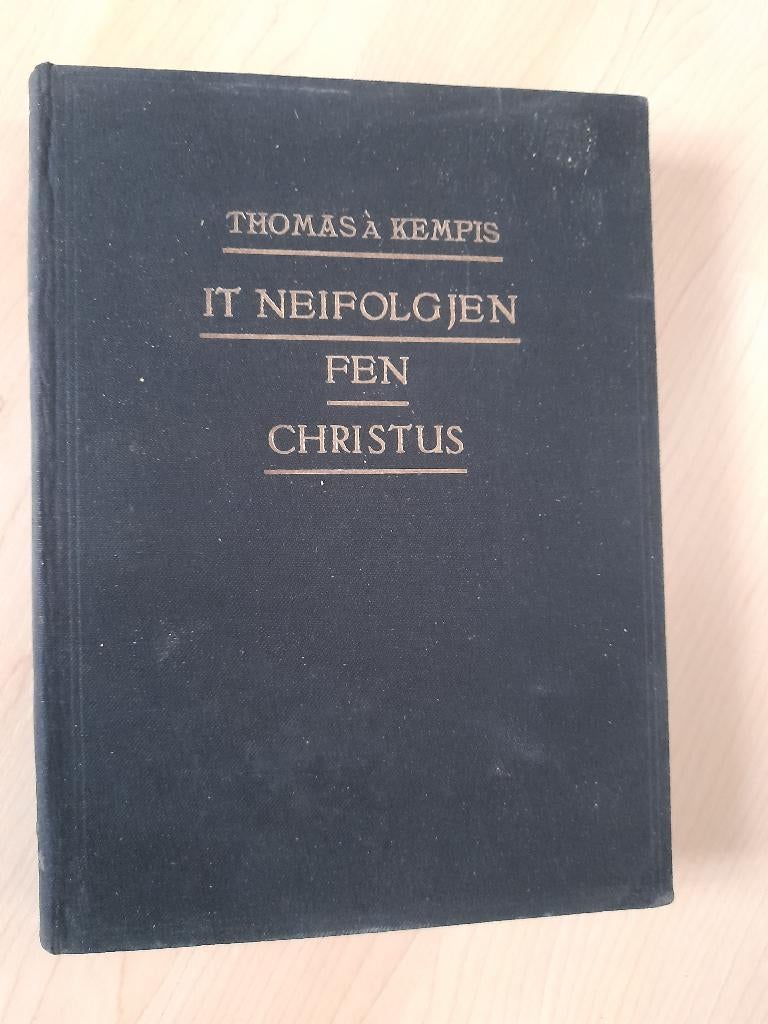 THOMAS À KEMPIS
IT NEIFOLGJEN
FEN
CHRISTUS